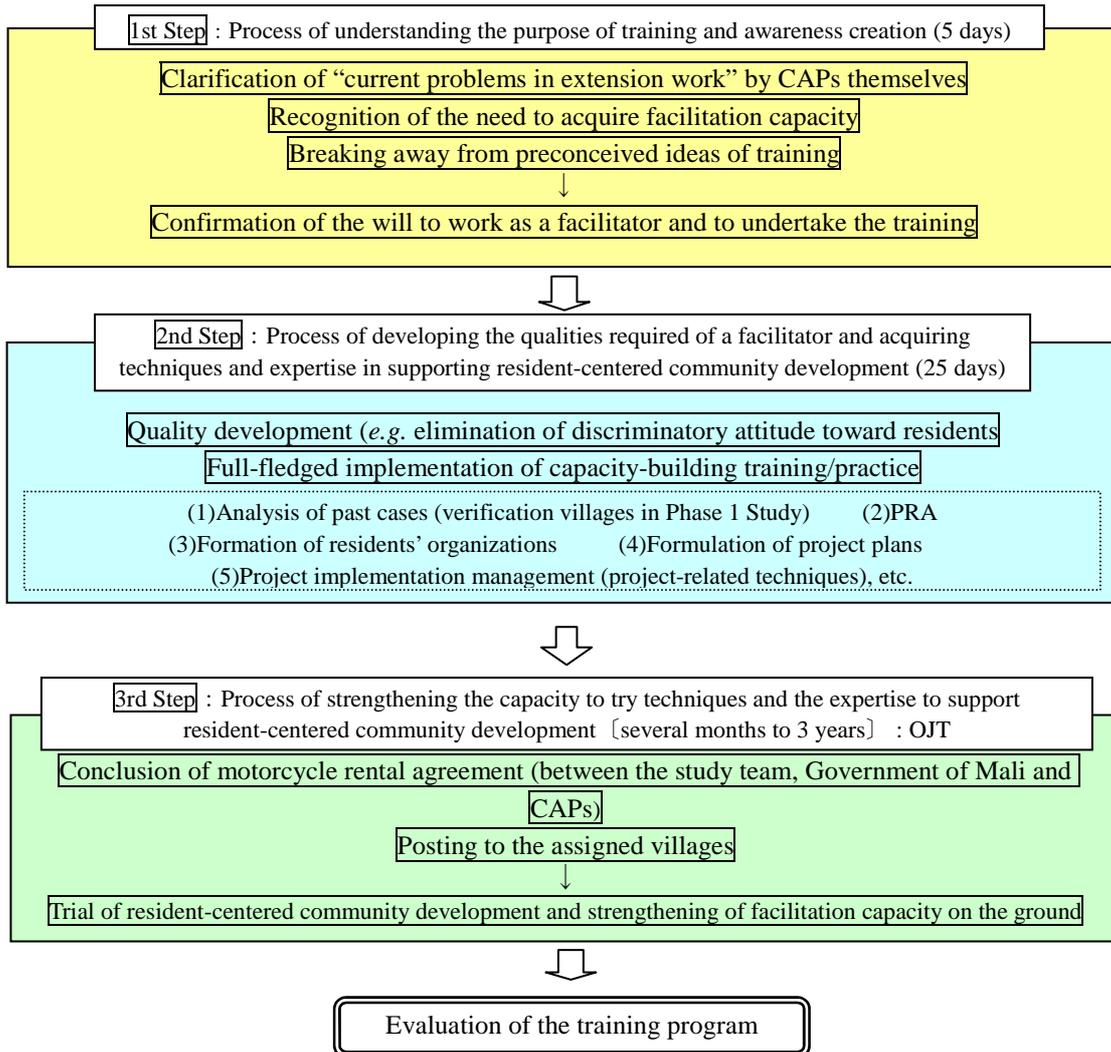 1st Step : Process of understanding the purpose of training and awareness creation (5 days)
Clarification of “current problems in extension work” by CAPs themselves
Recognition of the need to acquire facilitation capacity
Breaking away from preconceived ideas of training
↓
Confirmation of the will to work as a facilitator and to undertake the training
2nd Step : Process of developing the qualities required of a facilitator and acquiring
techniques and expertise in supporting resident-centered community development (25 days)
Quality development (e.g. elimination of discriminatory attitude toward residents
Full-fledged implementation of capacity-building training/practice
(1)Analysis of past cases (verification villages in Phase 1 Study) (2)PRA
(3)Formation of residents’ organizations (4)Formulation of project plans
(5)Project implementation management (project-related techniques), etc.
3rd Step : Process of strengthening the capacity to try techniques and the expertise to support
resident-centered community development〔several months to 3 years〕 : OJT
Conclusion of motorcycle rental agreement (between the study team, Government of Mali and
CAPs)
Posting to the assigned villages
↓
Trial of resident-centered community development and strengthening of facilitation capacity on the ground
Evaluation of the training program